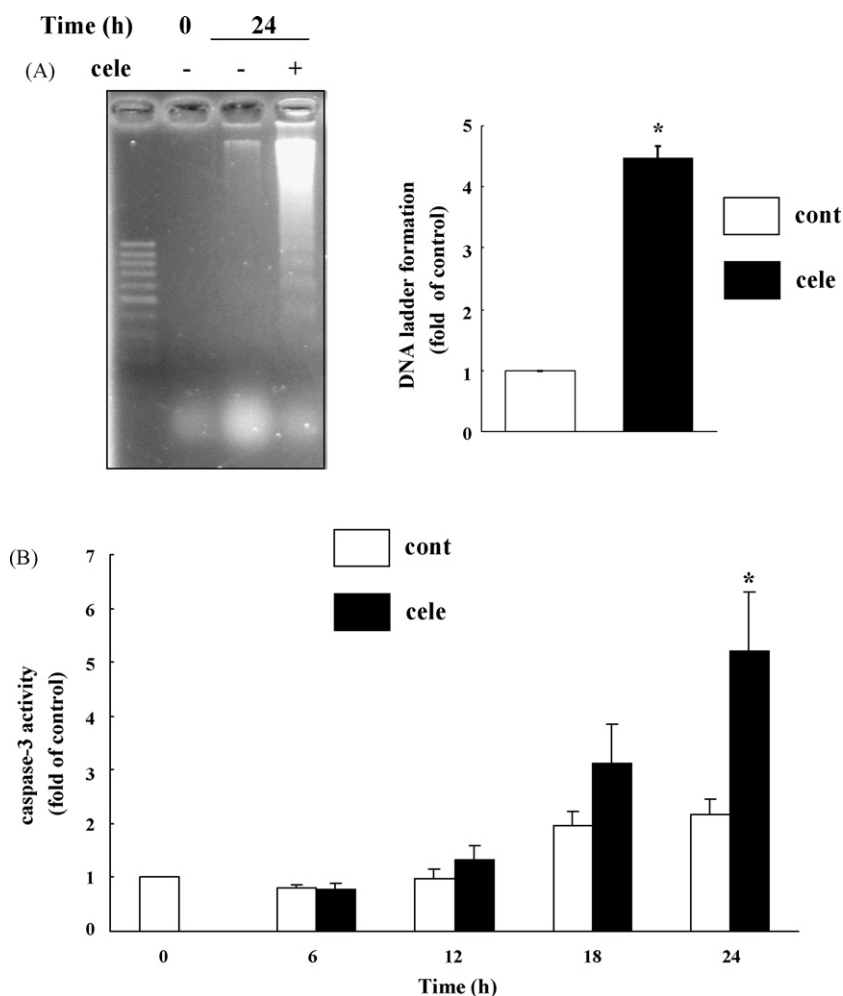 Time (h) 0 24
(A) cele - - +
DNA ladder formation
(fold of control)
5
4
3
2
1
0
*
cont
cele
(B)
caspase-3 activity
(fold of control)
7
6
5
4
3
2
1
0
cont
cele
*
0 6 12 18 24
Time (h)